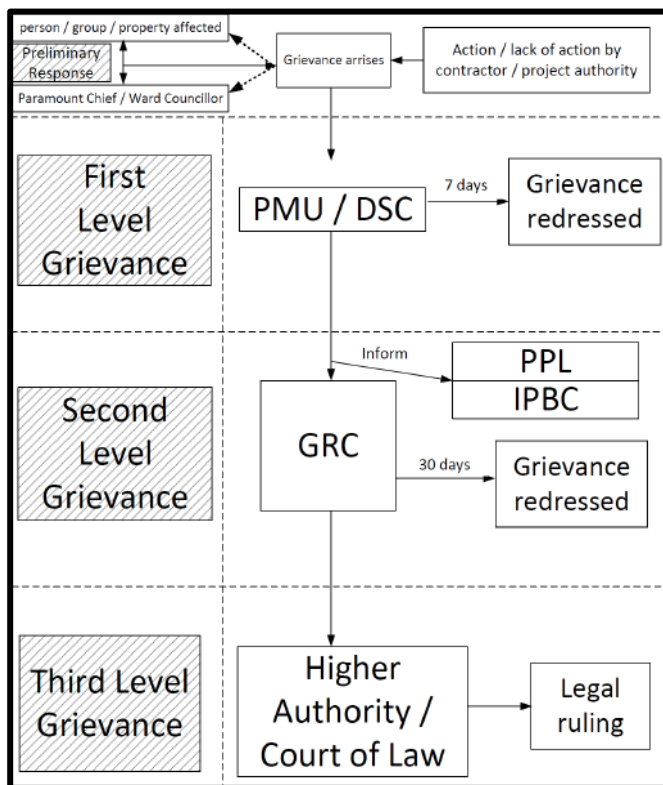 person / group / property affected
Preliminary
Response
Paramount Chief / Ward Councillor
Grievance arrises
Action / lack of action by
contractor / project authority
First
Level
Grievance
PMU / DSC
7 days
Grievance
redressed
Inform
PPL
IPBC
Second
Level
Grievance
GRC
30 days
Grievance
redressed
Third Level
Grievance
Higher
Authority /
Court of Law
Legal
ruling